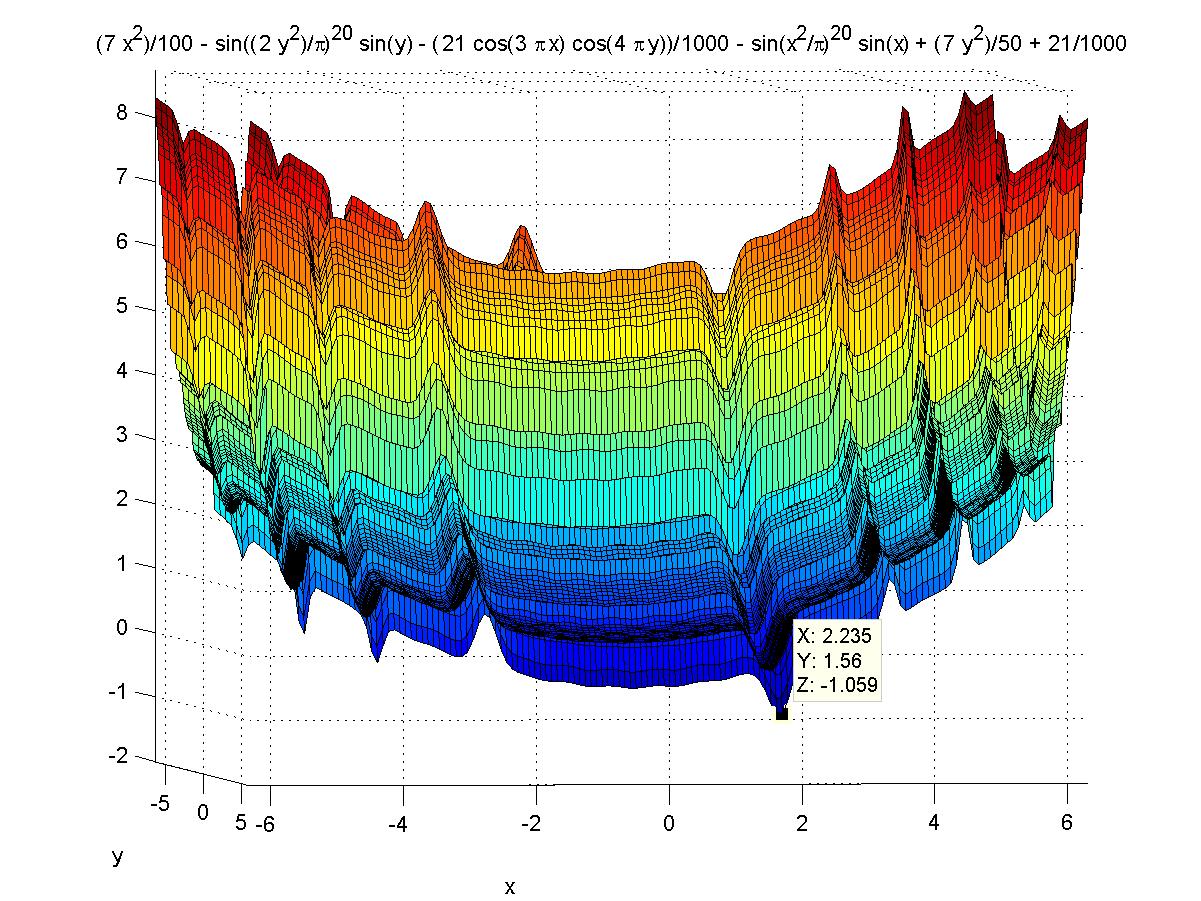 (7 x²)/100 - sin((2 y²)/π)²⁰ sin(y) - (21 cos(3 π x) cos(4 π y))/1000 - sin(x²/π)²⁰ sin(x) + (7 y²)/50 + 21/1000
8
7
6
5
4
3
2
1
0
-1
-2
X: 2.235
Y: 1.56
Z: -1.059
-5 0 5 -6 -4 -2 0 2 4 6
y
x